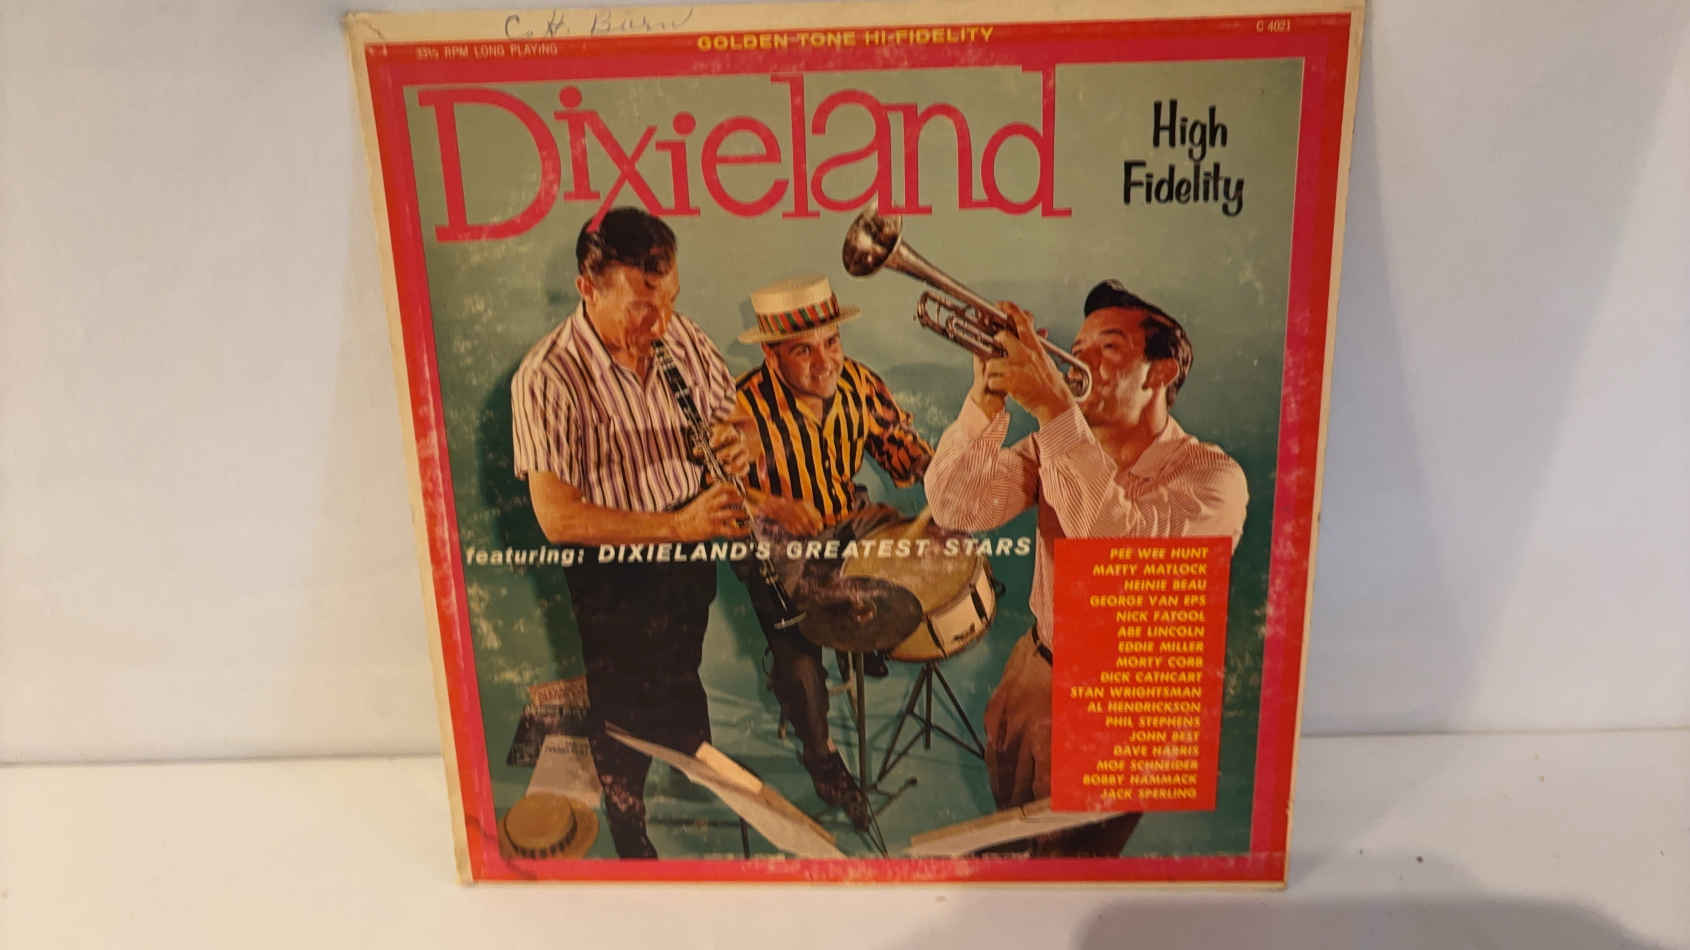 C. H. Burn
33⅓ RPM LONG PLAYING
GOLDEN TONE HI-FIDELITY
C 4021
Dixieland
High
Fidelity
featuring: DIXIELAND'S GREATEST STARS
PEE WEE HUNT
MATTY MATLOCK
HEINIE BEAU
GEORGE VAN EPS
NICK FATOOL
ABE LINCOLN
EDDIE MILLER
MORTY CORB
DICK CATHCART
STAN WRIGHTSMAN
AL HENDRICKSON
PHIL STEPHENS
JOHN BEST
DAVE HARRIS
MOE SCHNEIDER
BOBBY HAMMACK
JACK SPERLING